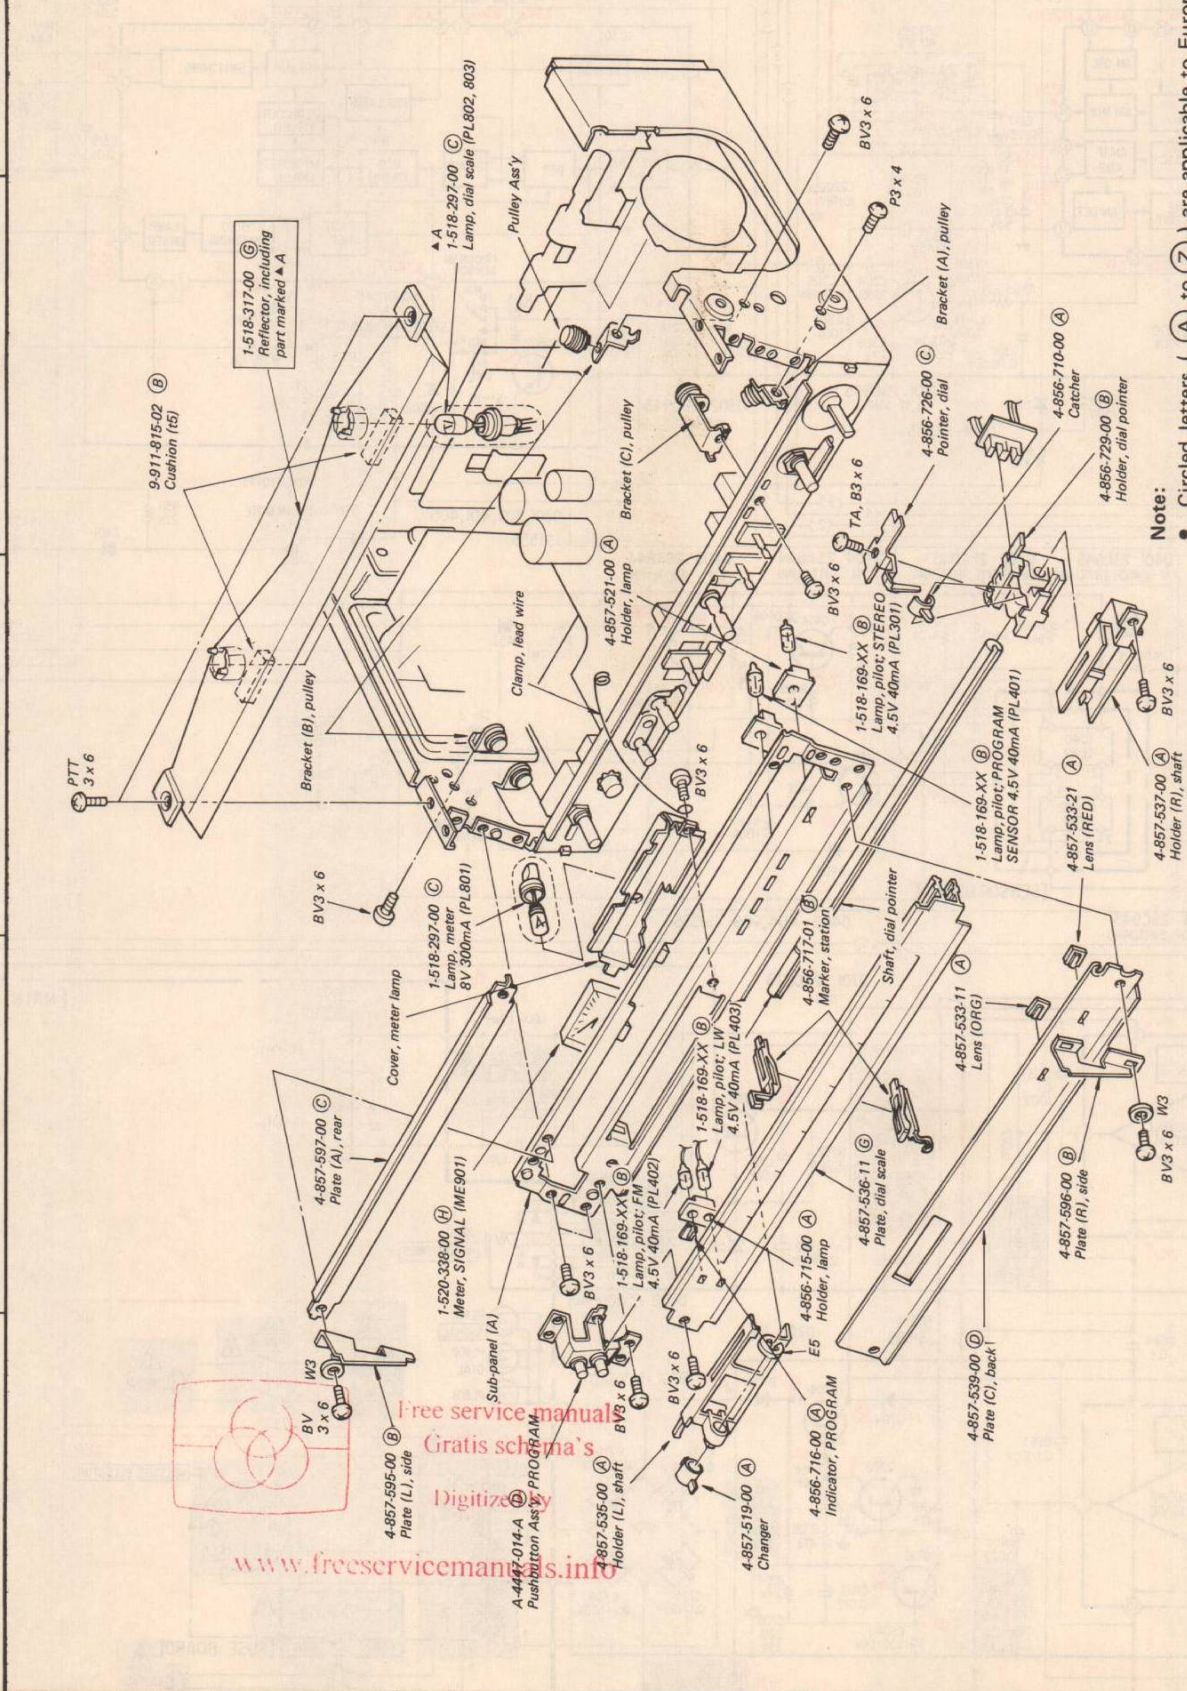 PTT
3 x 6
9-911-815-02 Ⓑ
Cushion (t5)
1-518-317-00 Ⓖ
Reflector, including
part marked ▲A
▲A
1-518-297-00 Ⓒ
Lamp, dial scale (PL802, 803)
Pulley Ass'y
BV3 x 6
P3 x 4
Bracket (A), pulley
Bracket (B), pulley
BV3 x 6
Clamp, lead wire
4-857-521-00 Ⓐ
Holder, lamp
Bracket (C), pulley
BV3 x 6
TA, B3 x 6
4-856-726-00 Ⓒ
Pointer, dial
4-856-710-00 Ⓐ
Catcher
4-856-729-00 Ⓑ
Holder, dial pointer
1-518-169-XX Ⓑ
Lamp, pilot; STEREO
4.5V 40mA (PL301)
1-518-169-XX Ⓑ
Lamp, pilot; PROGRAM
SENSOR 4.5V 40mA (PL401)
BV3 x 6
4-857-537-00 Ⓐ
Holder (R), shaft
4-857-533-21 Ⓐ
Lens (RED)
4-857-533-11 Ⓐ
Lens (ORG)
BV3 x 6
1-518-297-00 Ⓒ
Lamp, meter
8V 300mA (PL801)
Cover, meter lamp
4-857-597-00 Ⓒ
Plate (A), rear
1-520-338-00 Ⓗ
Meter, SIGNAL (ME901)
Sub-panel (A)
BV3 x 6
1-518-169-XX Ⓑ
Lamp, pilot; FM
4.5V 40mA (PL402)
1-518-169-XX Ⓑ
Lamp, pilot; LW
4.5V 40mA (PL403)
4-856-717-01 Ⓑ
Marker, station
Shaft, dial pointer
4-857-536-11 Ⓖ
Plate, dial scale
4-856-715-00 Ⓐ
Holder, lamp
E5
BV3 x 6
BV3 x 6
W3
BV
3 x 6
4-857-595-00 Ⓑ
Plate (L), side
A-4447-014-A Ⓓ
Pushbutton Ass'y, PROGRAM
4-857-535-00 Ⓐ
Holder (L), shaft
4-857-519-00 Ⓐ
Changer
4-856-716-00 Ⓐ
Indicator, PROGRAM
4-857-539-00 Ⓓ
Plate (C), back
4-857-596-00 Ⓑ
Plate (R), side
BV3 x 6
W3
Note:
• Circled letters ( Ⓐ to Ⓩ ) are applicable to
Free service manuals
Gratis schema's
Digitized by
www.freeservicemanuals.info